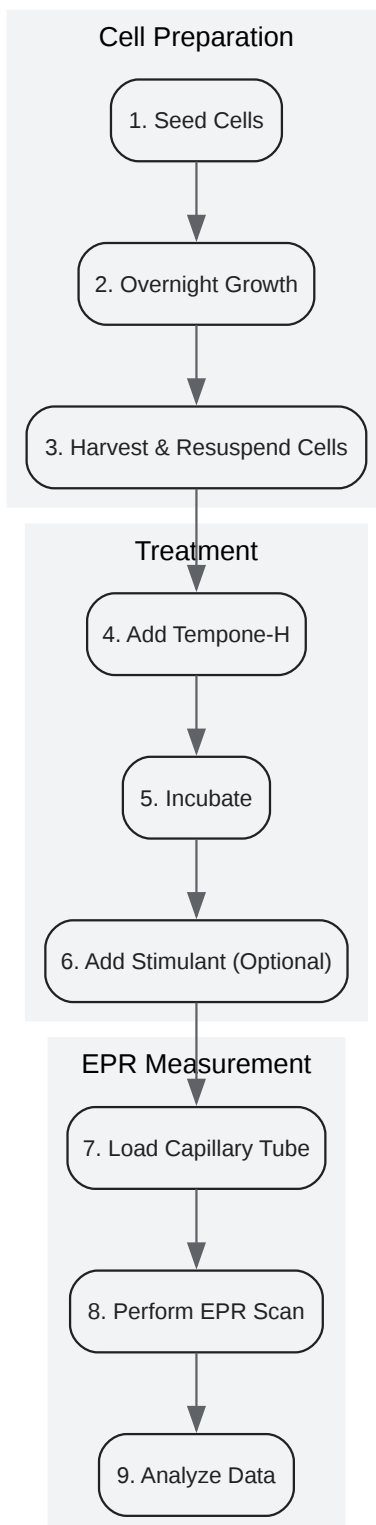 Cell Preparation
1. Seed Cells
2. Overnight Growth
3. Harvest & Resuspend Cells
Treatment
4. Add Tempone-H
5. Incubate
6. Add Stimulant (Optional)
EPR Measurement
7. Load Capillary Tube
8. Perform EPR Scan
9. Analyze Data